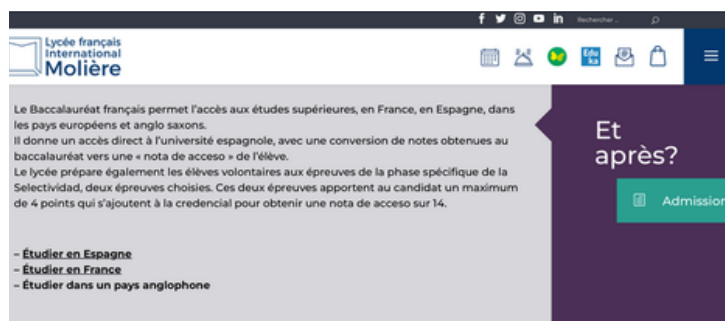 Rechercher ..
Lycée français
International
Molière
Edu
ka
Le Baccalauréat français permet l'accès aux études supérieures, en France, en Espagne, dans
les pays européens et anglo saxons.
Il donne un accès direct à l'université espagnole, avec une conversion de notes obtenues au
baccalauréat vers une « nota de acceso » de l'élève.
Le lycée prépare également les élèves volontaires aux épreuves de la phase spécifique de la
Selectividad, deux épreuves choisies. Ces deux épreuves apportent au candidat un maximum
de 4 points qui s'ajoutent à la credencial pour obtenir une nota de acceso sur 14.
– Étudier en Espagne
– Étudier en France
– Étudier dans un pays anglophone
Et
après?
Admission